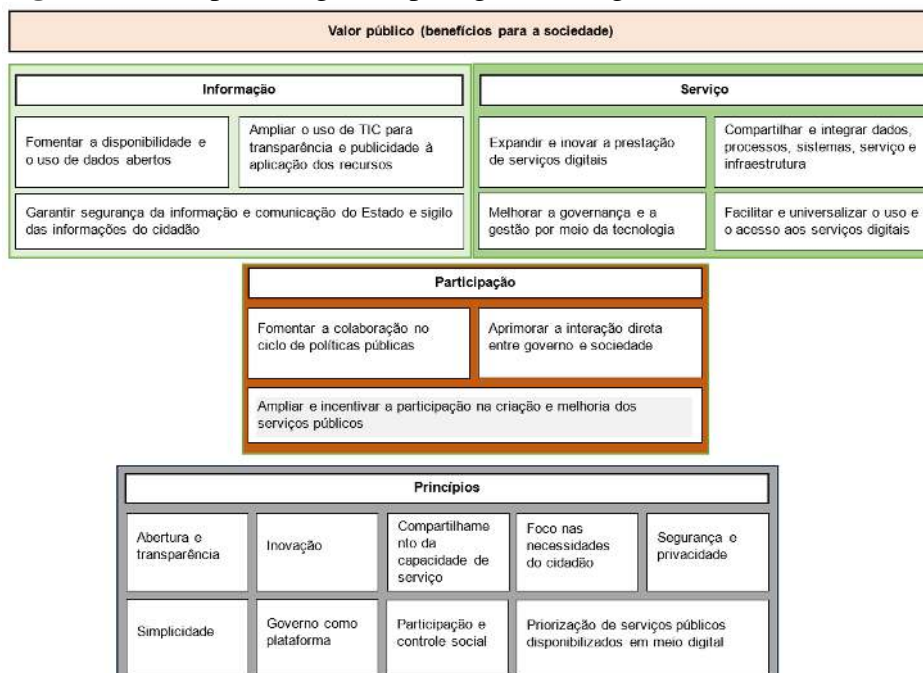 Valor público (benefícios para a sociedade)
Informação
Serviço
Fomentar a disponibilidade e
o uso de dados abertos
Ampliar o uso de TIC para
transparência e publicidade à
aplicação dos recursos
Expandir e inovar a prestação
de serviços digitais
Compartilhar e integrar dados,
processos, sistemas, serviço e
infraestrutura
Garantir segurança da informação e comunicação do Estado e sigilo
das informações do cidadão
Melhorar a governança e a
gestão por meio da tecnologia
Facilitar e universalizar o uso e
o acesso aos serviços digitais
Participação
Fomentar a colaboração no
ciclo de políticas públicas
Aprimorar a interação direta
entre governo e sociedade
Ampliar e incentivar a participação na criação e melhoria dos
serviços públicos
Princípios
Abertura e
transparência
Inovação
Compartilhame
nto da
capacidade de
serviço
Foco nas
necessidades
do cidadão
Segurança e
privacidade
Simplicidade
Governo como
plataforma
Participação e
controle social
Priorização de serviços públicos
disponibilizados em meio digital